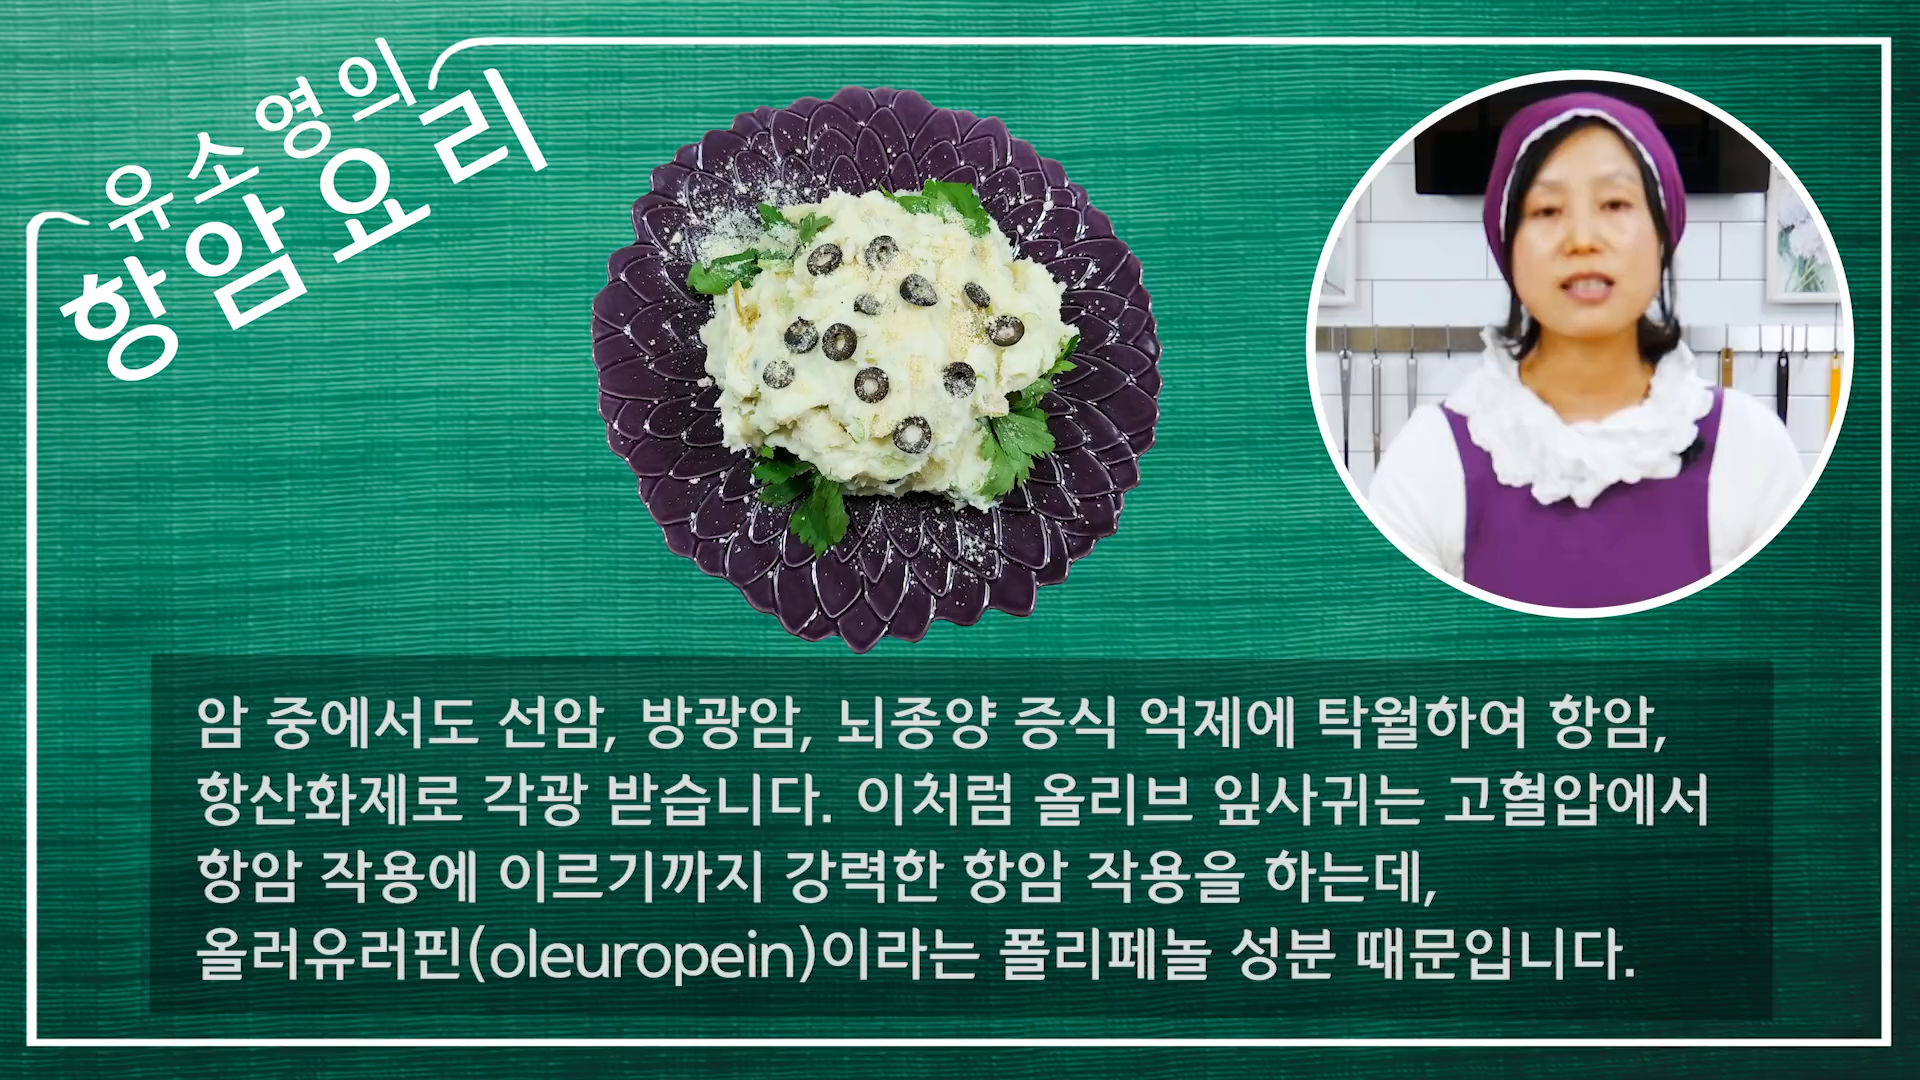 유소영의
항암요리
암 중에서도 선암, 방광암, 뇌종양 증식 억제에 탁월하여 항암,
항산화제로 각광 받습니다. 이처럼 올리브 잎사귀는 고혈압에서
항암 작용에 이르기까지 강력한 항암 작용을 하는데,
올러유러핀(oleuropein)이라는 폴리페놀 성분 때문입니다.